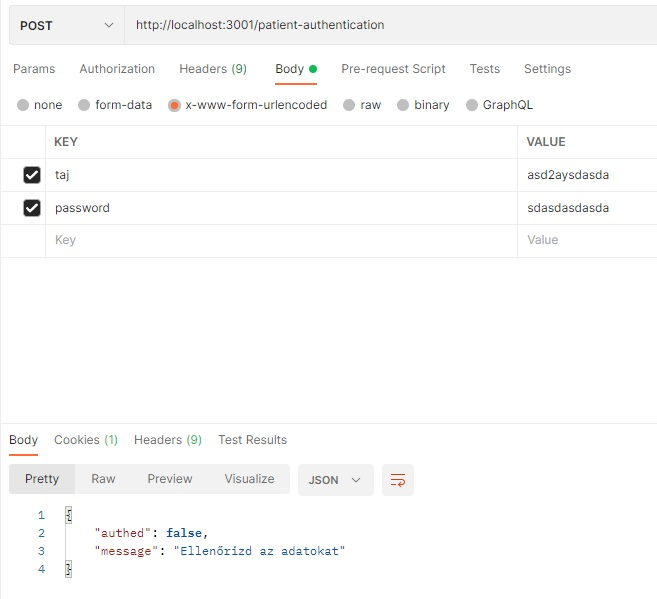 POST http://localhost:3001/patient-authentication
Params Authorization Headers (9) Body Pre-request Script Tests Settings
none form-data x-www-form-urlencoded raw binary GraphQL
KEY VALUE
taj asd2aysdasda
password sdasdasdasda
Key Value
Body Cookies (1) Headers (9) Test Results
Pretty Raw Preview Visualize JSON
1 {
2 "authed": false,
3 "message": "Ellenőrizd az adatokat"
4 }